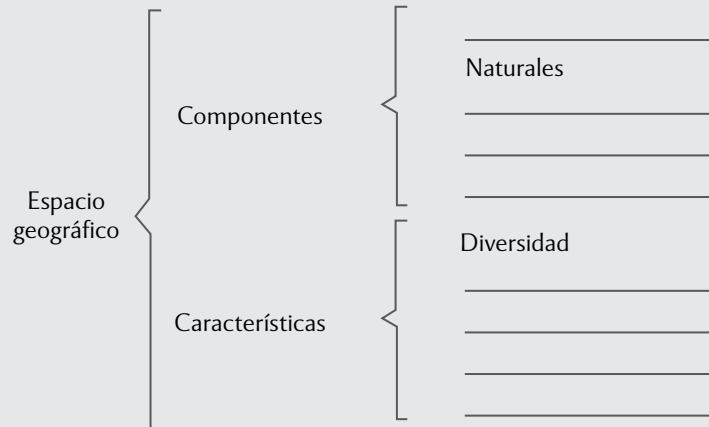 Naturales
Componentes
Espacio
geográfico
Diversidad
Características